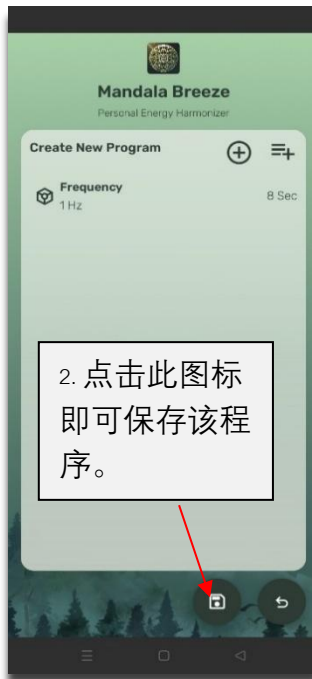 Mandala Breeze
Personal Energy Harmonizer
Create New Program
Frequency
1 Hz
8 Sec
2. 点击此图标
即可保存该程
序。